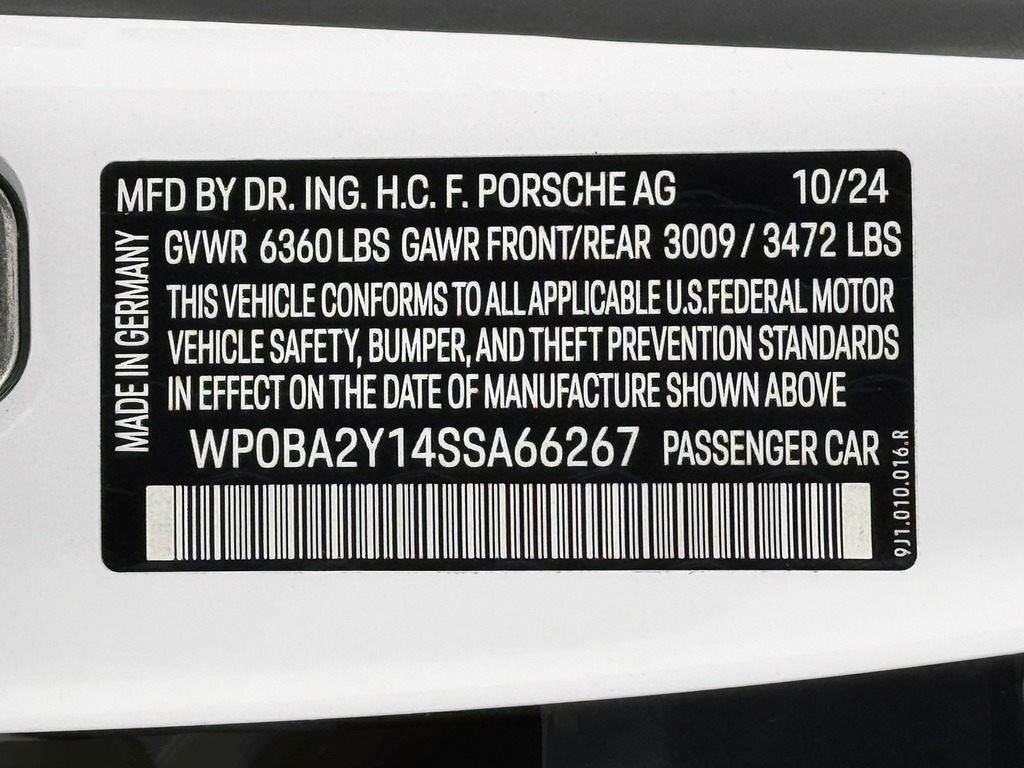 MFD BY DR. ING. H.C. F. PORSCHE AG 10/24
GVWR 6360 LBS GAWR FRONT/REAR 3009 / 3472 LBS
THIS VEHICLE CONFORMS TO ALL APPLICABLE U.S.FEDERAL MOTOR
VEHICLE SAFETY, BUMPER, AND THEFT PREVENTION STANDARDS
IN EFFECT ON THE DATE OF MANUFACTURE SHOWN ABOVE
WP0BA2Y14SSA66267 PASSENGER CAR
MADE IN GERMANY
9J1.010.016.R